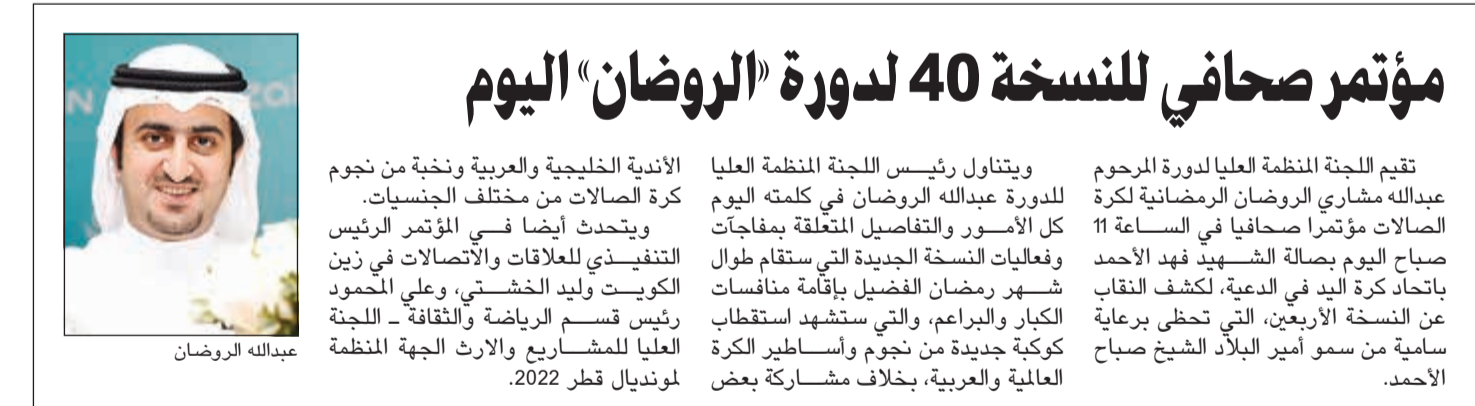 مؤتمر صحافي للنسخة 40 لدورة «الروضان» اليوم
تقيم اللجنة المنظمة العليا لدورة المرحوم
عبدالله مشاري الروضان الرمضانية لكرة
الصالات مؤتمرا صحافيا في الساعة 11
صباح اليوم بصالة الشهيد فهد الأحمد
باتحاد كرة اليد في الدعية، لكشف النقاب
عن النسخة الأربعين، التي تحظى برعاية
سامية من سمو أمير البلاد الشيخ صباح
الأحمد.
ويتناول رئيس اللجنة المنظمة العليا
للدورة عبدالله الروضان في كلمته اليوم
كل الأمور والتفاصيل المتعلقة بمفاجآت
وفعاليات النسخة الجديدة التي ستقام طوال
شهر رمضان الفضيل بإقامة منافسات
الكبار والبراعم، والتي ستشهد استقطاب
كوكبة جديدة من نجوم وأساطير الكرة
العالمية والعربية، بخلاف مشاركة بعض
الأندية الخليجية والعربية ونخبة من نجوم
كرة الصالات من مختلف الجنسيات.
ويتحدث أيضا في المؤتمر الرئيس
التنفيذي للعلاقات والاتصالات في زين
الكويت وليد الخشتي، وعلي المحمود
رئيس قسم الرياضة والثقافة ـ اللجنة
العليا للمشاريع والارث الجهة المنظمة
لمونديال قطر 2022.
عبدالله الروضان